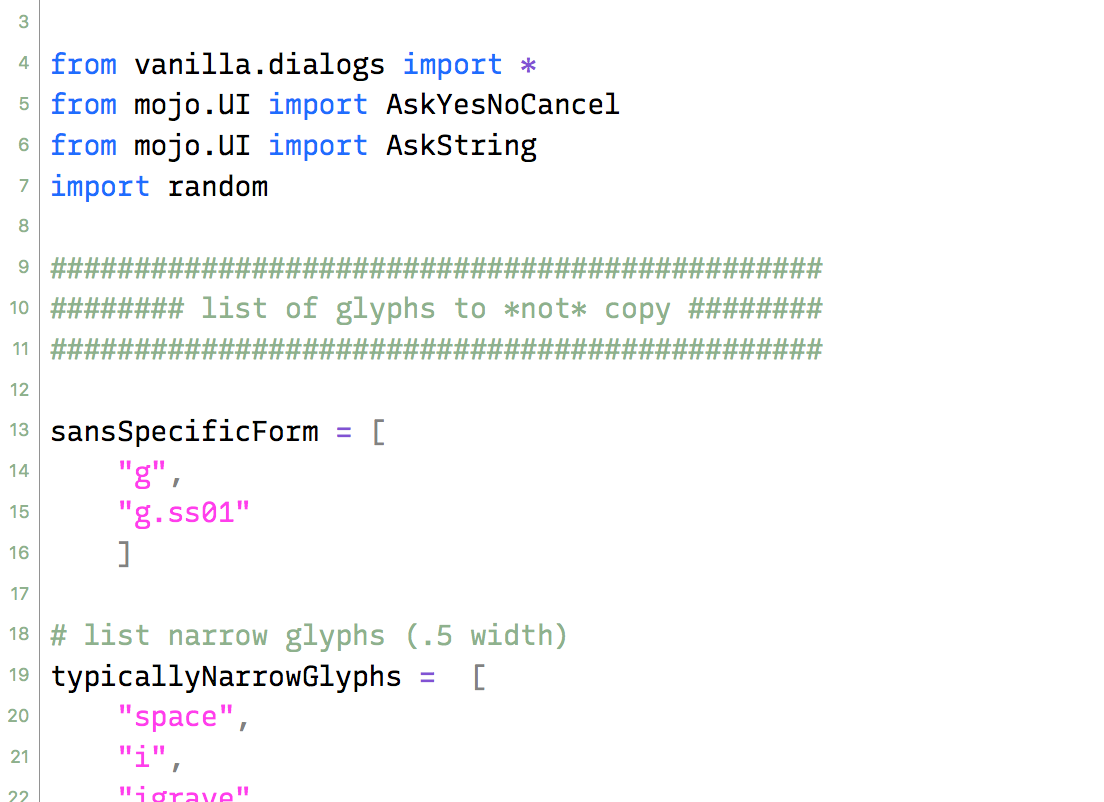 3
4 from vanilla.dialogs import *
5 from mojo.UI import AskYesNoCancel
6 from mojo.UI import AskString
7 import random
8
9 ##############################################
10 ######## list of glyphs to *not* copy ########
11 ##############################################
12
13 sansSpecificForm = [
14     "g",
15     "g.ss01"
16     ]
17
18 # list narrow glyphs (.5 width)
19 typicallyNarrowGlyphs =  [
20     "space",
21     "i",
22     "igrave"